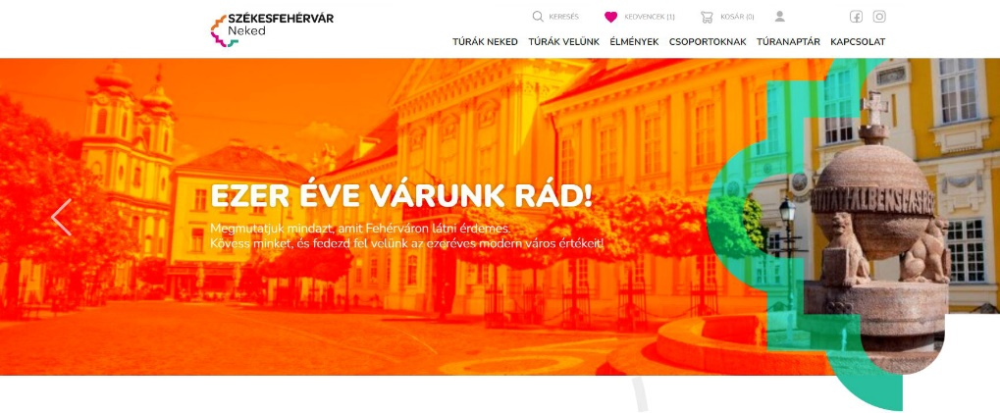 SZÉKESFEHÉRVÁR
Neked
KERESÉS
KEDVENCEK (1)
KOSÁR (0)
TÚRÁK NEKED
TÚRÁK VELÜNK
ÉLMÉNYEK
CSOPORTOKNAK
TÚRANAPTÁR
KAPCSOLAT
EZER ÉVE VÁRUNK RÁD!
Megmutatjuk mindazt, amit Fehérváron látni érdemes.
Kövess minket, és fedezd fel velünk az ezeréves modern város értékeit!